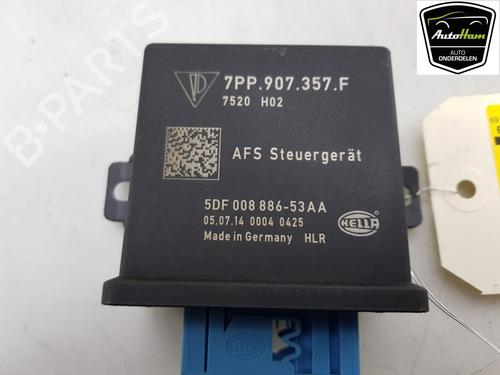 AutoHam
AUTO
ONDERDELEN
7PP.907.357.F
7520 H02
AFS Steuergerät
5DF 008 886-53AA
05.07.14 0004 0425
Made in Germany HLR
HELLA
B-PARTS